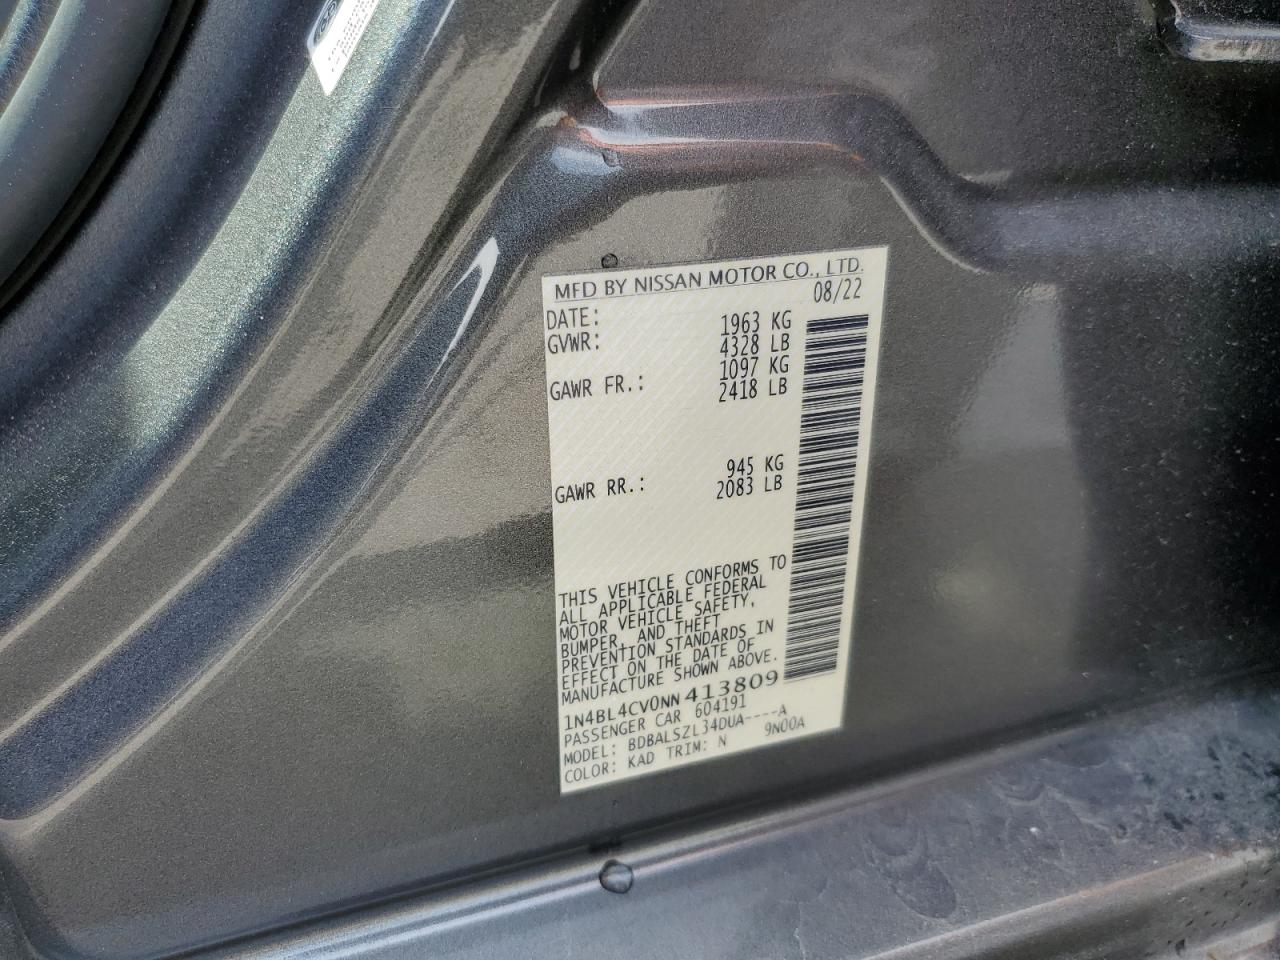 MFD BY NISSAN MOTOR CO., LTD.
DATE: 08/22
GVWR: 1963 KG
4328 LB
GAWR FR.: 1097 KG
2418 LB
GAWR RR.: 945 KG
2083 LB
THIS VEHICLE CONFORMS TO
ALL APPLICABLE FEDERAL
MOTOR VEHICLE SAFETY,
BUMPER, AND THEFT
PREVENTION STANDARDS IN
EFFECT ON THE DATE OF
MANUFACTURE SHOWN ABOVE.
1N4BL4CV0NN 413809
PASSENGER CAR 604191
MODEL: BDBALSZL34DUA----A
COLOR: KAD TRIM: N 9N00A